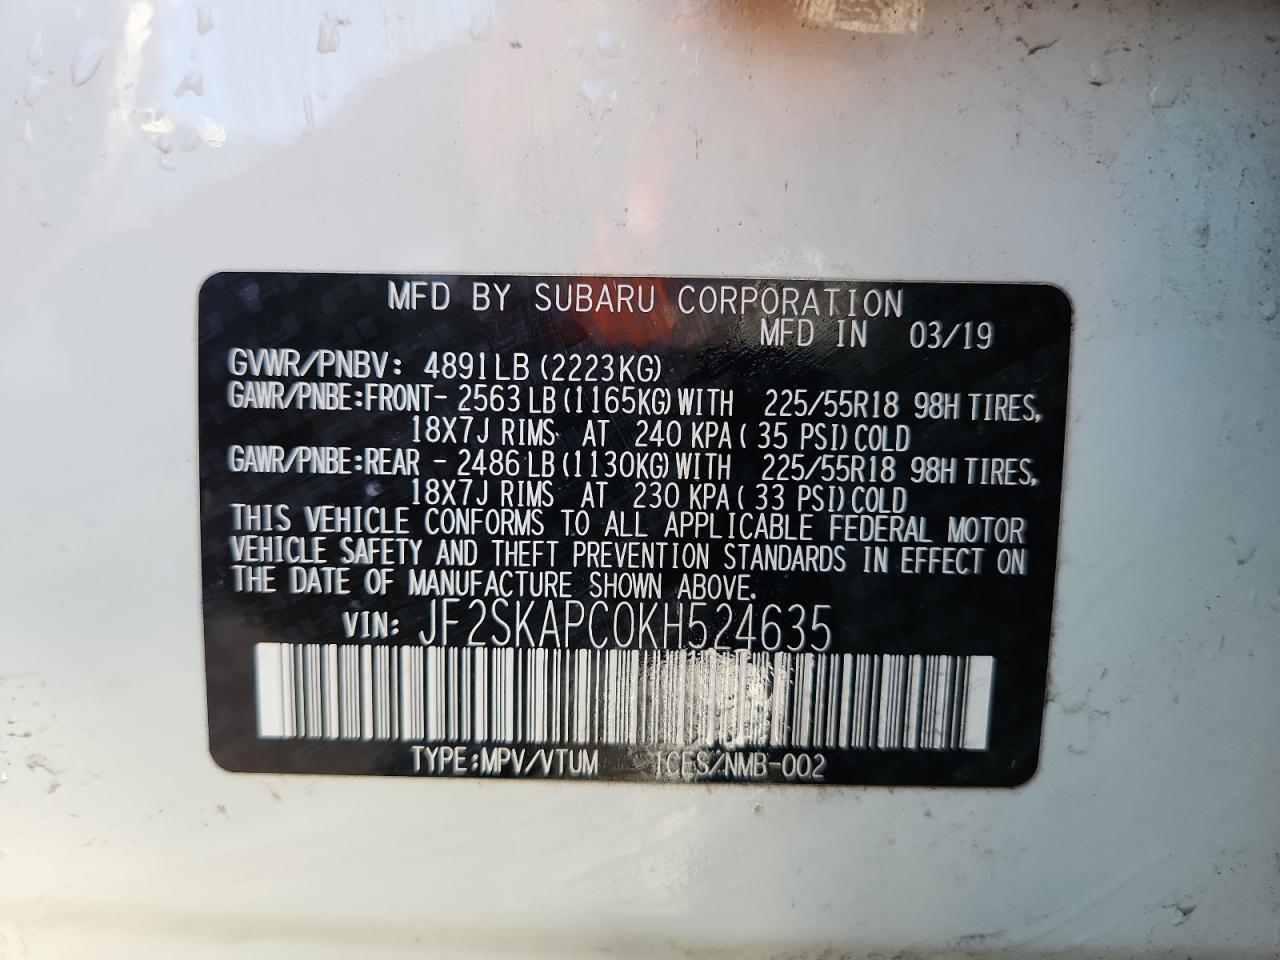 MFD BY SUBARU CORPORATION
MFD IN 03/19
GVWR/PNBV: 4891LB (2223KG)
GAWR/PNBE:FRONT- 2563 LB (1165KG) WITH 225/55R18 98H TIRES,
18X7J RIMS AT 240 KPA ( 35 PSI) COLD
GAWR/PNBE:REAR - 2486 LB (1130KG) WITH 225/55R18 98H TIRES,
18X7J RIMS AT 230 KPA ( 33 PSI) COLD
THIS VEHICLE CONFORMS TO ALL APPLICABLE FEDERAL MOTOR
VEHICLE SAFETY AND THEFT PREVENTION STANDARDS IN EFFECT ON
THE DATE OF MANUFACTURE SHOWN ABOVE.
VIN: JF2SKAPC0KH524635
TYPE:MPV/VTUM ICES/NMB-002